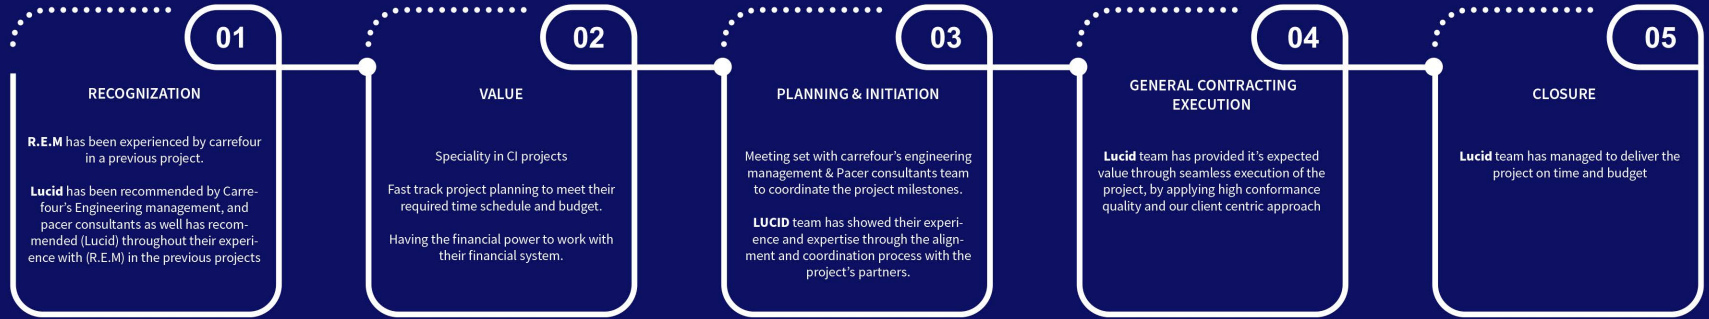 01
RECOGNIZATION
R.E.M has been experienced by carrefour
in a previous project.
Lucid has been recommended by Carre-
four's Engineering management, and
pacer consultants as well has recom-
mended (Lucid) throughout their experi-
ence with (R.E.M) in the previous projects
02
VALUE
Speciality in CI projects
Fast track project planning to meet their
required time schedule and budget.
Having the financial power to work with
their financial system.
03
PLANNING & INITIATION
Meeting set with carrefour's engineering
management & Pacer consultants team
to coordinate the project milestones.
LUCID team has showed their experi-
ence and expertise through the align-
ment and coordination process with the
project's partners.
04
GENERAL CONTRACTING
EXECUTION
Lucid team has provided it's expected
value through seamless execution of the
project, by applying high conformance
quality and our client centric approach
05
CLOSURE
Lucid team has managed to deliver the
project on time and budget